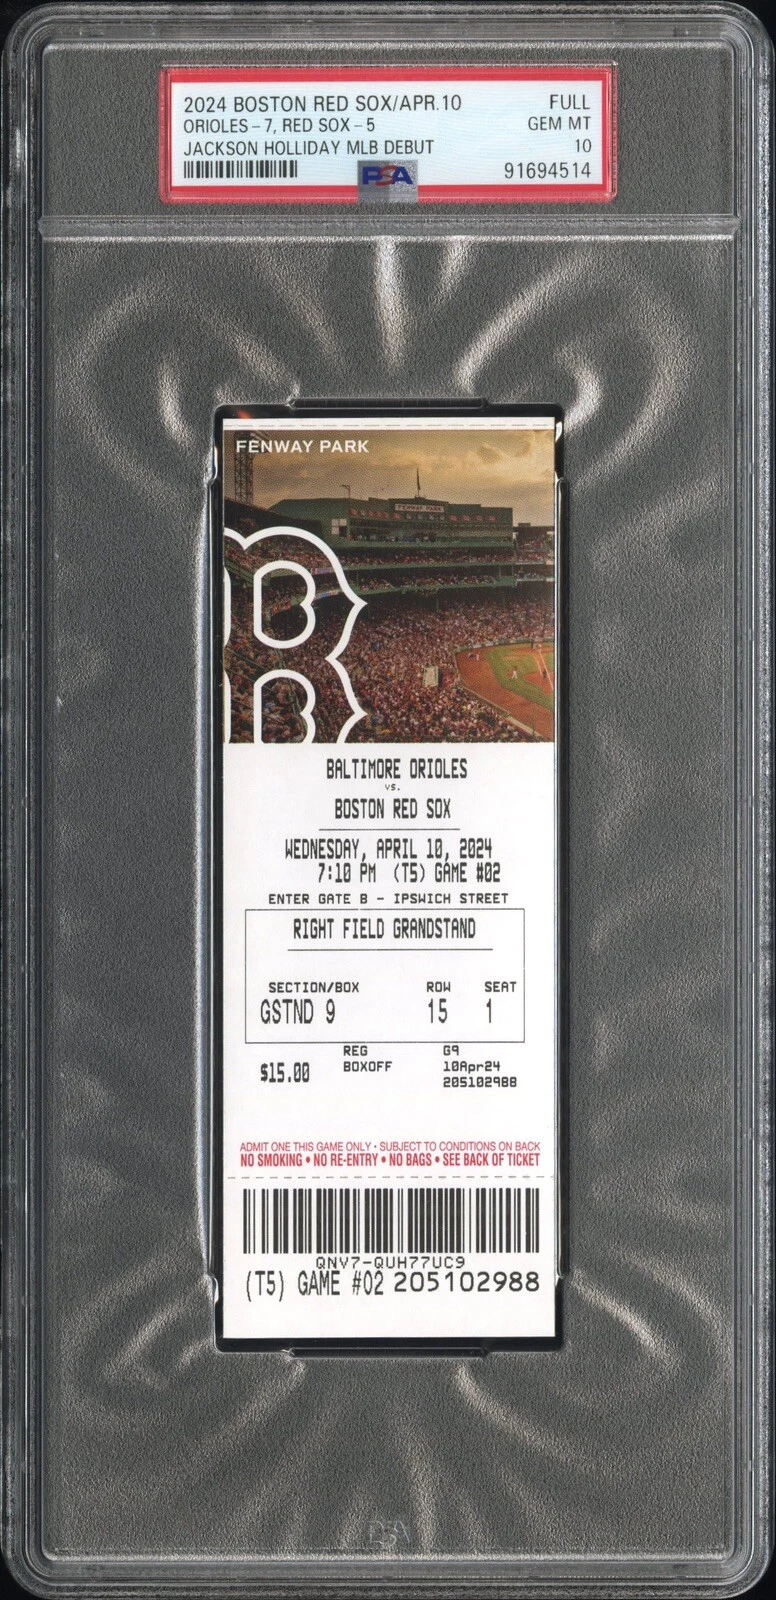 2024 BOSTON RED SOX/APR.10 FULL
ORIOLES-7, RED SOX-5 GEM MT
JACKSON HOLLIDAY MLB DEBUT 10
PSA 91694514
FENWAY PARK
FENWAY PARK
B
BALTIMORE ORIOLES
vs.
BOSTON RED SOX
WEDNESDAY, APRIL 10, 2024
7:10 PM (T5) GAME #02
ENTER GATE B - IPSWICH STREET
RIGHT FIELD GRANDSTAND
SECTION/BOX ROW SEAT
GSTND 9 15 1
REG G9
$15.00 BOXOFF 10Apr24
205102988
ADMIT ONE THIS GAME ONLY • SUBJECT TO CONDITIONS ON BACK
NO SMOKING • NO RE-ENTRY • NO BAGS • SEE BACK OF TICKET
QNV7-QUH77UC9
(T5) GAME #02 205102988
PSA